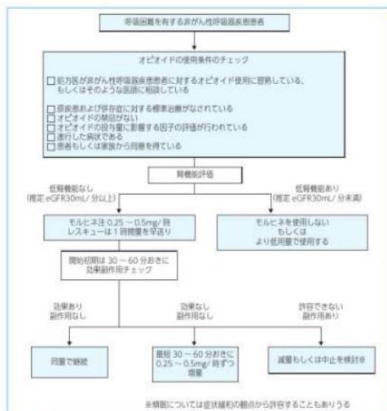 呼吸困難を有する非がん性呼吸器疾患患者
オピオイドの使用条件のチェック
□処方医が非がん性呼吸器疾患患者に対するオピオイド使用に習熟している、
もしくはそのような医師に相談している
□原疾患および併存症に対する標準治療がなされている
□オピオイドの禁忌がない
□オピオイドの投与量に影響する因子の評価が行われている
□進行した病状である
□患者もしくは家族から同意を得ている
腎機能評価
低腎機能なし
(推定 eGFR30mL/分以上)
低腎機能あり
(推定 eGFR30mL/分未満)
モルヒネ注 0.25 ~ 0.5mg/時
レスキューは1時間量を早送り
モルヒネを使用しない
もしくは
より低用量で使用する
開始初期は 30 ~ 60分おきに
効果副作用チェック
効果あり
副作用なし
効果なし
副作用なし
許容できない
副作用あり
同量で継続
最短 30 ~ 60分おきに
0.25 ~ 0.5mg/時ずつ
増量
減量もしくは中止を検討※
※傾眠については症状緩和の観点から許容することもありうる